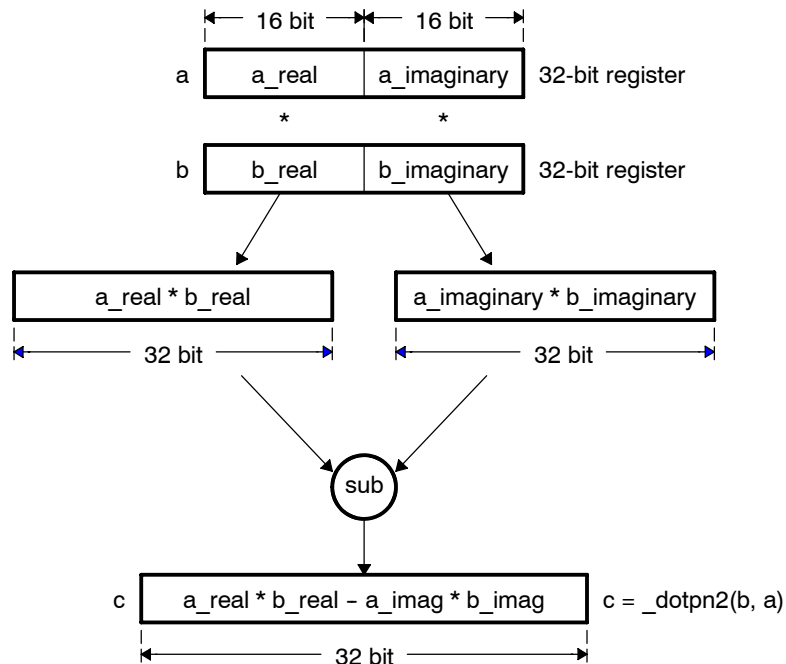 16 bit 16 bit
a a_real a_imaginary 32-bit register
* *
b b_real b_imaginary 32-bit register
a_real * b_real a_imaginary * b_imaginary
32 bit 32 bit
sub
c a_real * b_real – a_imag * b_imag c = _dotpn2(b, a)
32 bit